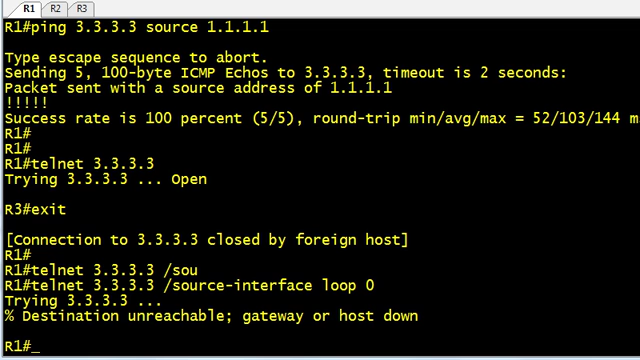 R1
R2
R3
R1#ping 3.3.3.3 source 1.1.1.1
Type escape sequence to abort.
Sending 5, 100-byte ICMP Echos to 3.3.3.3, timeout is 2 seconds:
Packet sent with a source address of 1.1.1.1
!!!!!
Success rate is 100 percent (5/5), round-trip min/avg/max = 52/103/144 m
R1#
R1#
R1#telnet 3.3.3.3
Trying 3.3.3.3 ... Open
R3#exit
[Connection to 3.3.3.3 closed by foreign host]
R1#
R1#telnet 3.3.3.3 /sou
R1#telnet 3.3.3.3 /source-interface loop 0
Trying 3.3.3.3 ...
% Destination unreachable; gateway or host down
R1#_